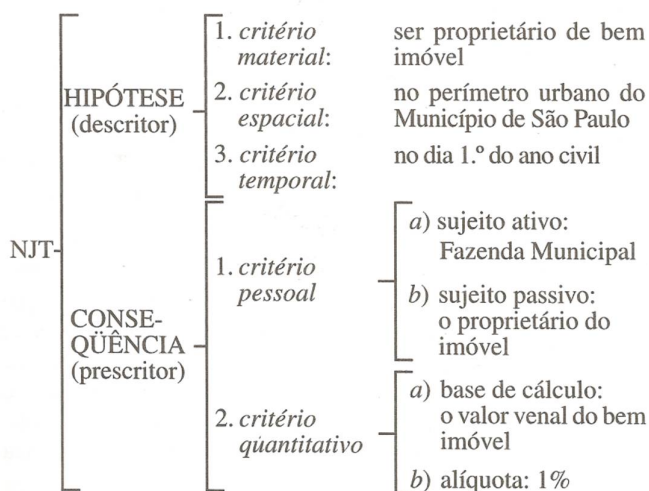 1. critério
material:
ser proprietário de bem
imóvel
HIPÓTESE
(descritor)
2. critério
espacial:
no perímetro urbano do
Município de São Paulo
3. critério
temporal:
no dia 1.º do ano civil
NJT
CONSE-
QÜÊNCIA
(prescritor)
1. critério
pessoal
a) sujeito ativo:
Fazenda Municipal
b) sujeito passivo:
o proprietário do
imóvel
2. critério
quantitativo
a) base de cálculo:
o valor venal do bem
imóvel
b) alíquota: 1%